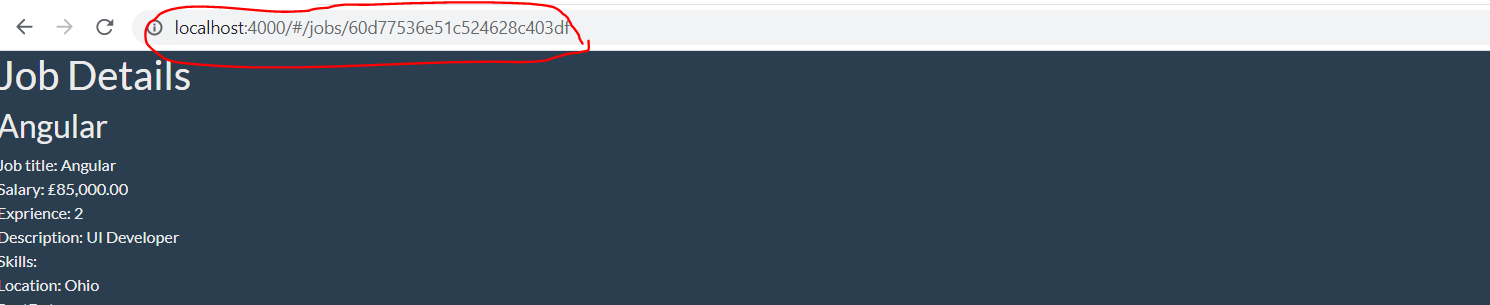 localhost:4000/#/jobs/60d77536e51c524628c403df
Job Details
Angular
Job title: Angular
Salary: £85,000.00
Exprience: 2
Description: UI Developer
Skills:
Location: Ohio